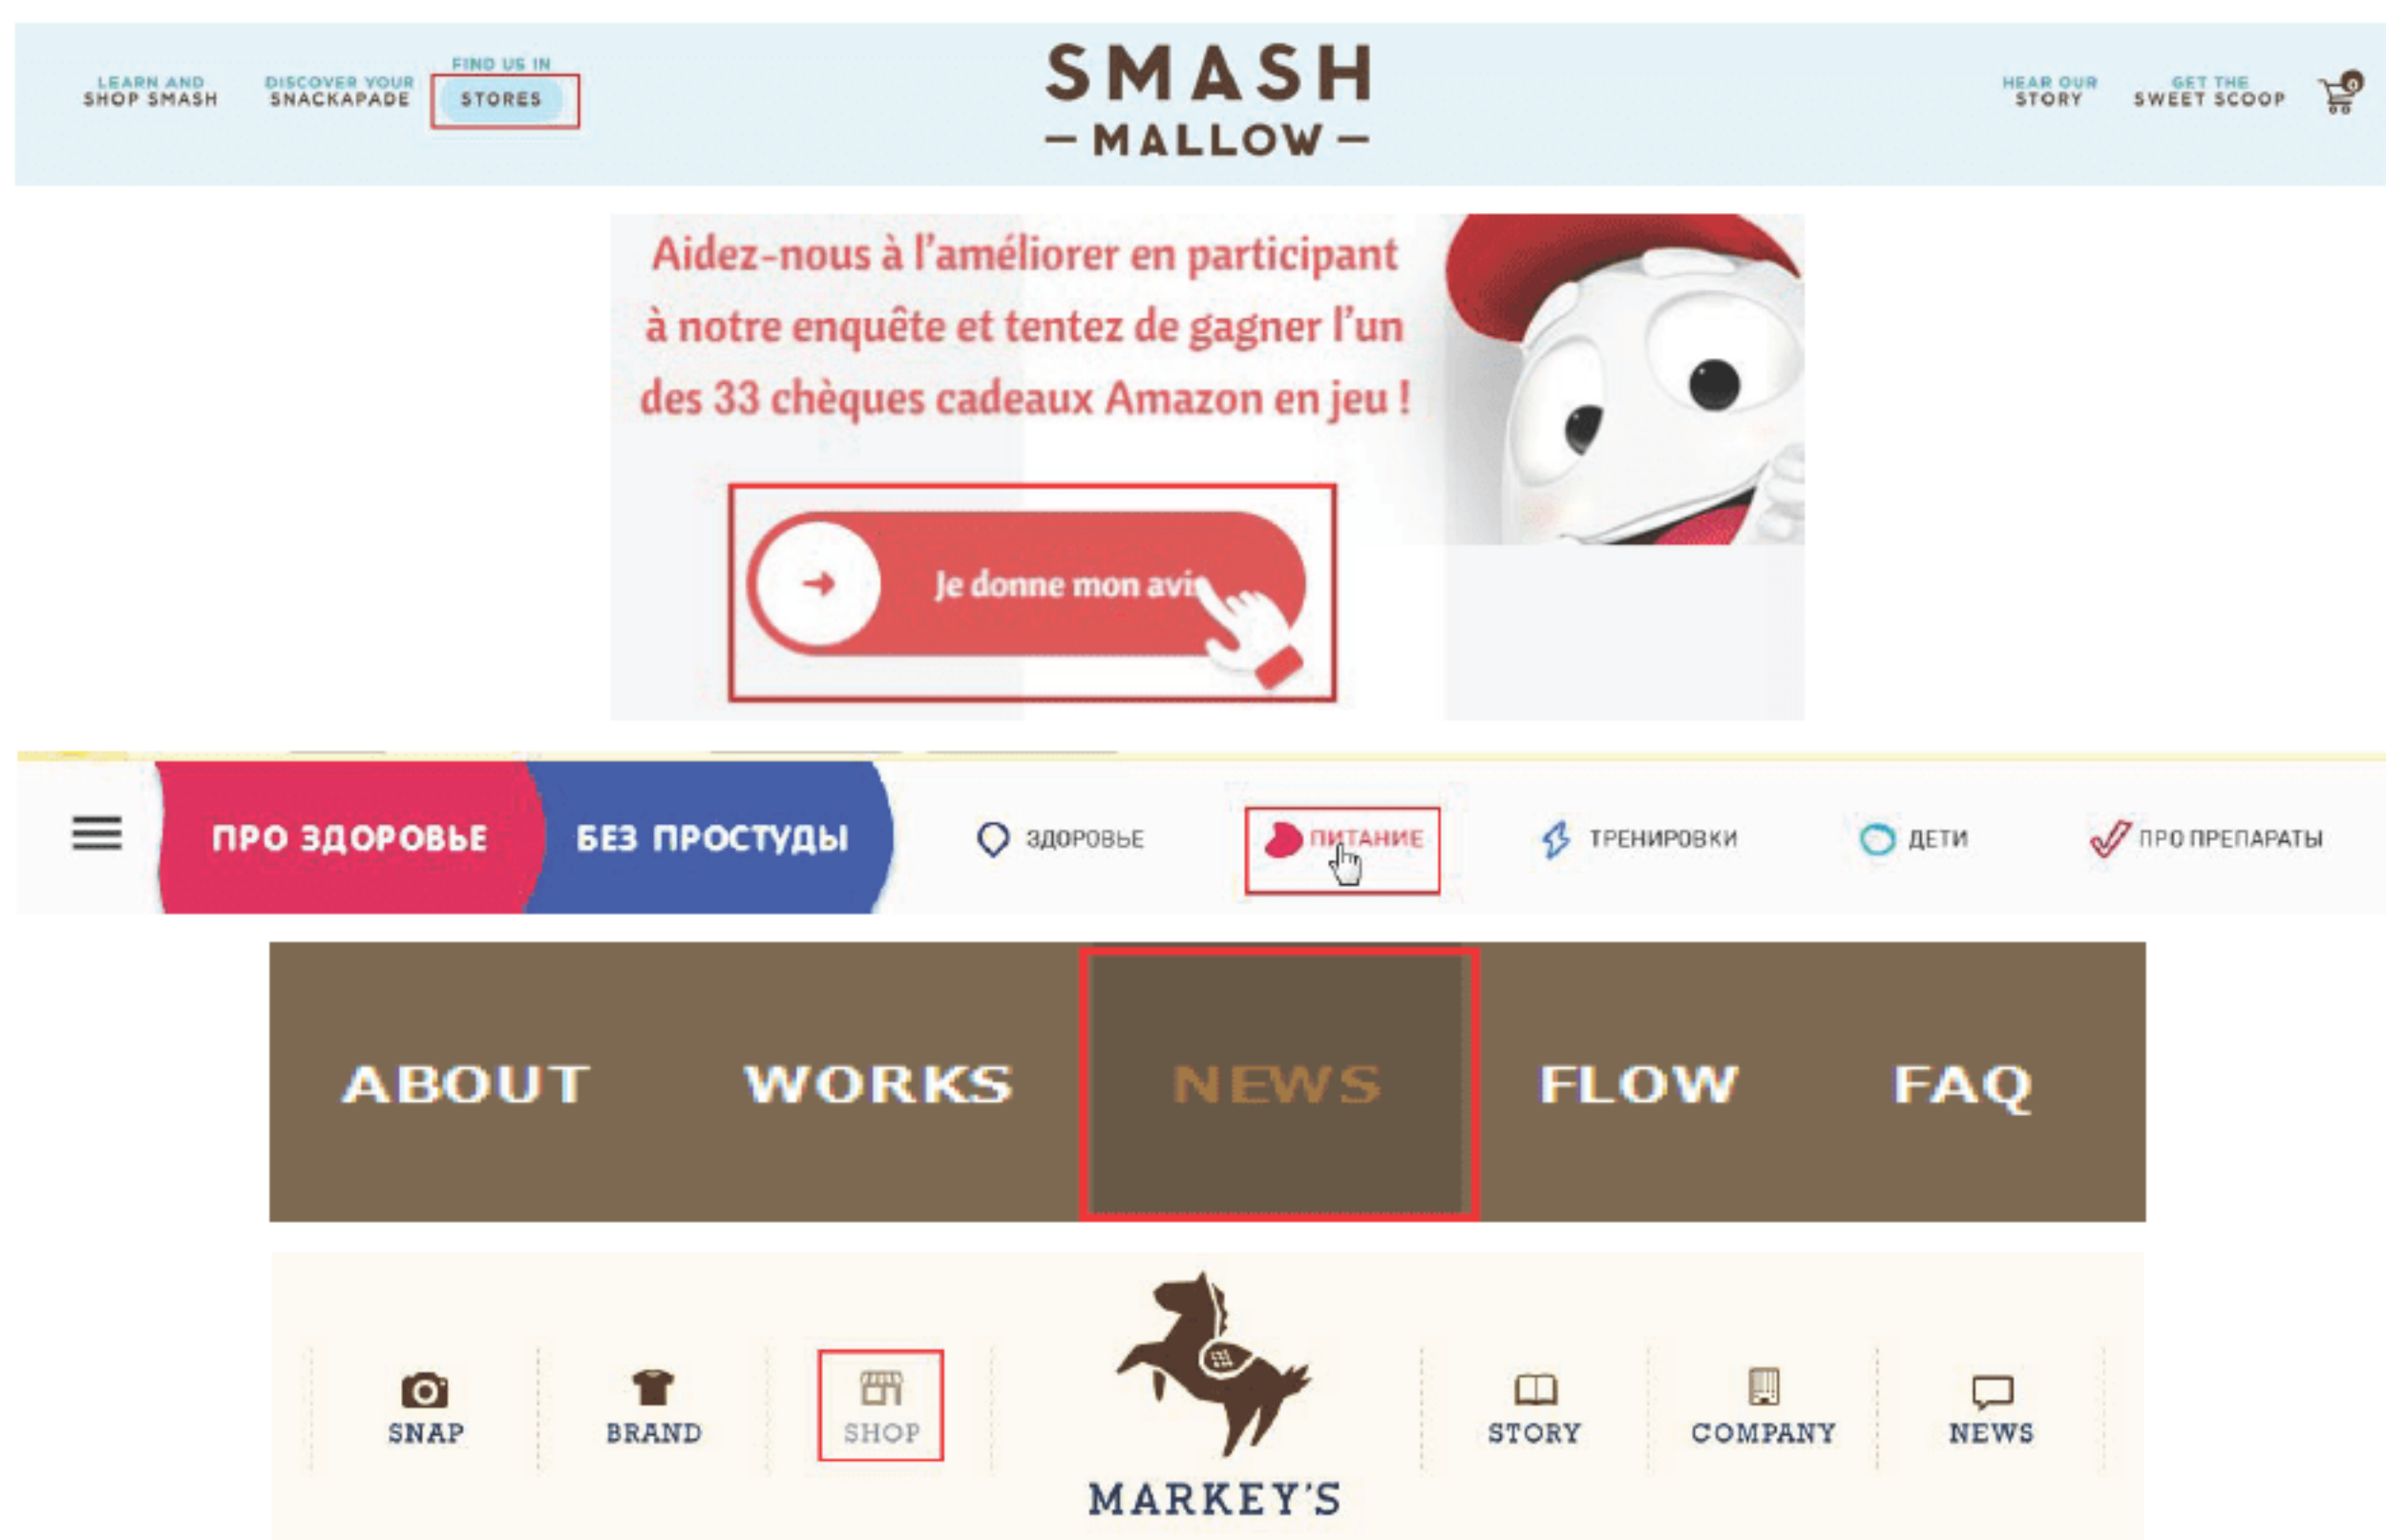 LEARN AND
SHOP SMASH
DISCOVER YOUR
SNACKAPADE
FIND US IN
STORES
SMASH
– MALLOW –
HEAR OUR
STORY
GET THE
SWEET SCOOP
0
Aidez-nous à l'améliorer en participant
à notre enquête et tentez de gagner l'un
des 33 chèques cadeaux Amazon en jeu !
Je donne mon avis
ПРО ЗДОРОВЬЕ
БЕЗ ПРОСТУДЫ
ЗДОРОВЬЕ
ПИТАНИЕ
ТРЕНИРОВКИ
ДЕТИ
ПРО ПРЕПАРАТЫ
ABOUT
WORKS
NEWS
FLOW
FAQ
SNAP
BRAND
SHOP
MARKEY'S
STORY
COMPANY
NEWS